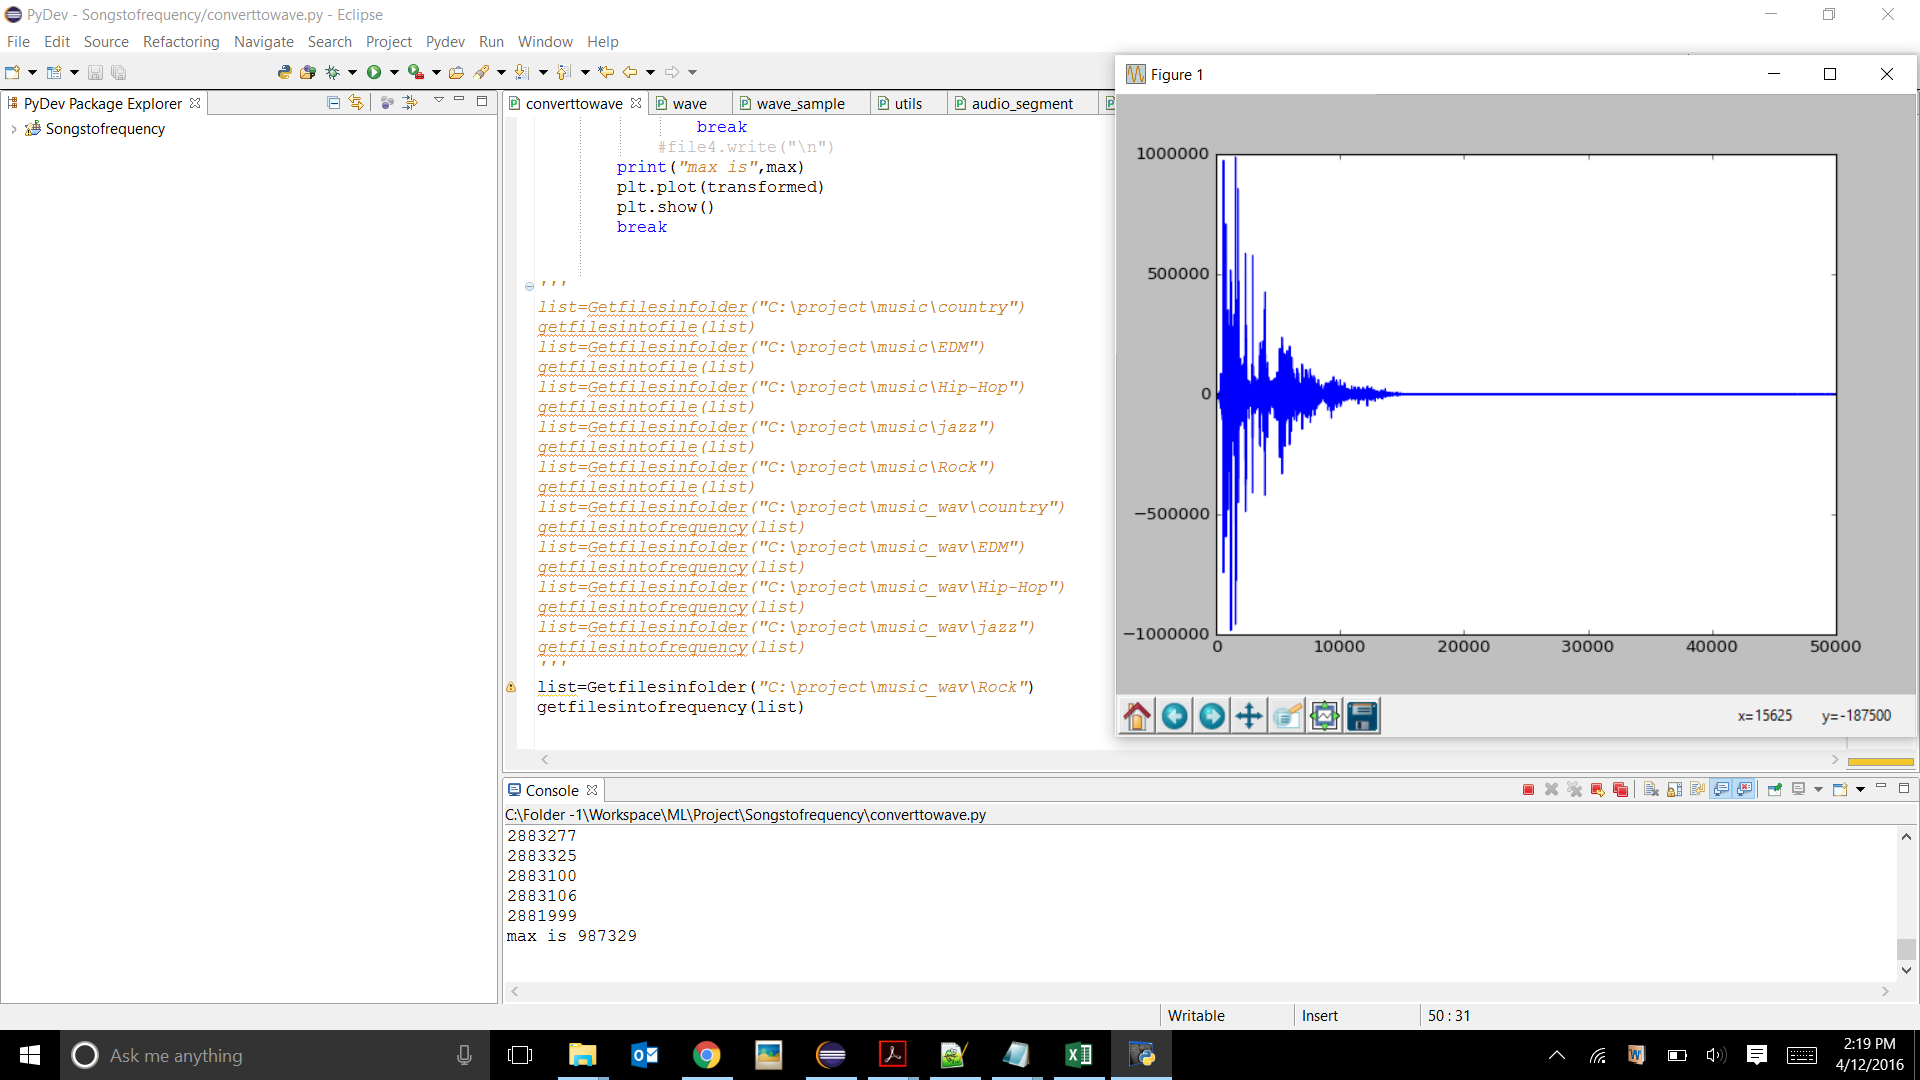 PyDev - Songstofrequency/converttowave.py - Eclipse
File Edit Source Refactoring Navigate Search Project Pydev Run Window Help
PyDev Package Explorer
Songstofrequency
converttowave wave wave_sample utils audio_segment
break
#file4.write("\n")
print("max is",max)
plt.plot(transformed)
plt.show()
break
'''
list=Getfilesinfolder("C:\project\music\country")
getfilesintofile(list)
list=Getfilesinfolder("C:\project\music\EDM")
getfilesintofile(list)
list=Getfilesinfolder("C:\project\music\Hip-Hop")
getfilesintofile(list)
list=Getfilesinfolder("C:\project\music\jazz")
getfilesintofile(list)
list=Getfilesinfolder("C:\project\music\Rock")
getfilesintofile(list)
list=Getfilesinfolder("C:\project\music_wav\country")
getfilesintofrequency(list)
list=Getfilesinfolder("C:\project\music_wav\EDM")
getfilesintofrequency(list)
list=Getfilesinfolder("C:\project\music_wav\Hip-Hop")
getfilesintofrequency(list)
list=Getfilesinfolder("C:\project\music_wav\jazz")
getfilesintofrequency(list)
'''
list=Getfilesinfolder("C:\project\music_wav\Rock")
getfilesintofrequency(list)
Figure 1
1000000
500000
0
−500000
−1000000
0 10000 20000 30000 40000 50000
x=15625 y=-187500
Console
C:\Folder -1\Workspace\ML\Project\Songstofrequency\converttowave.py
2883277
2883325
2883100
2883106
2881999
max is 987329
Writable Insert 50 : 31
Ask me anything
2:19 PM
4/12/2016